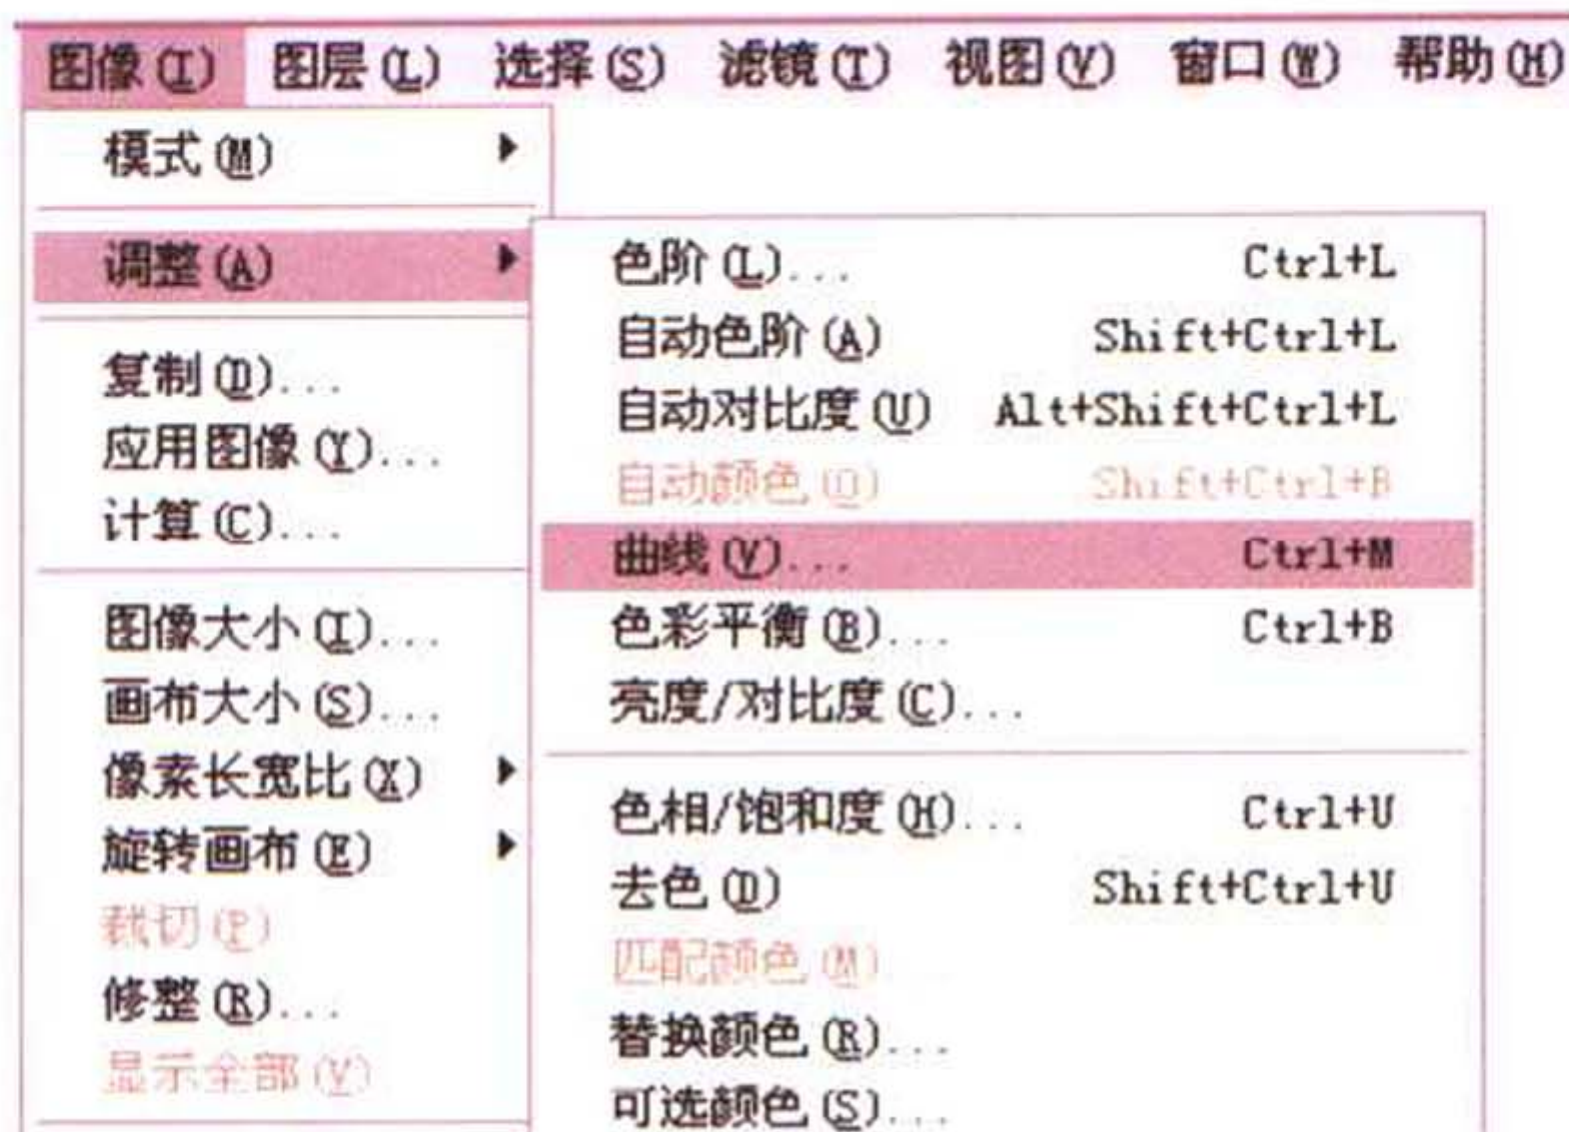 图像(I) 图层(L) 选择(S) 滤镜(T) 视图(V) 窗口(W) 帮助(H)
模式(M)
调整(A)
复制(D)...
应用图像(Y)...
计算(C)...
图像大小(I)...
画布大小(S)...
像素长宽比(X)
旋转画布(E)
裁切(P)
修整(R)...
显示全部(V)
色阶(L)... Ctrl+L
自动色阶(A) Shift+Ctrl+L
自动对比度(U) Alt+Shift+Ctrl+L
自动颜色(O) Shift+Ctrl+B
曲线(V)... Ctrl+M
色彩平衡(B)... Ctrl+B
亮度/对比度(C)...
色相/饱和度(H)... Ctrl+U
去色(D) Shift+Ctrl+U
匹配颜色(M)...
替换颜色(R)...
可选颜色(S)...